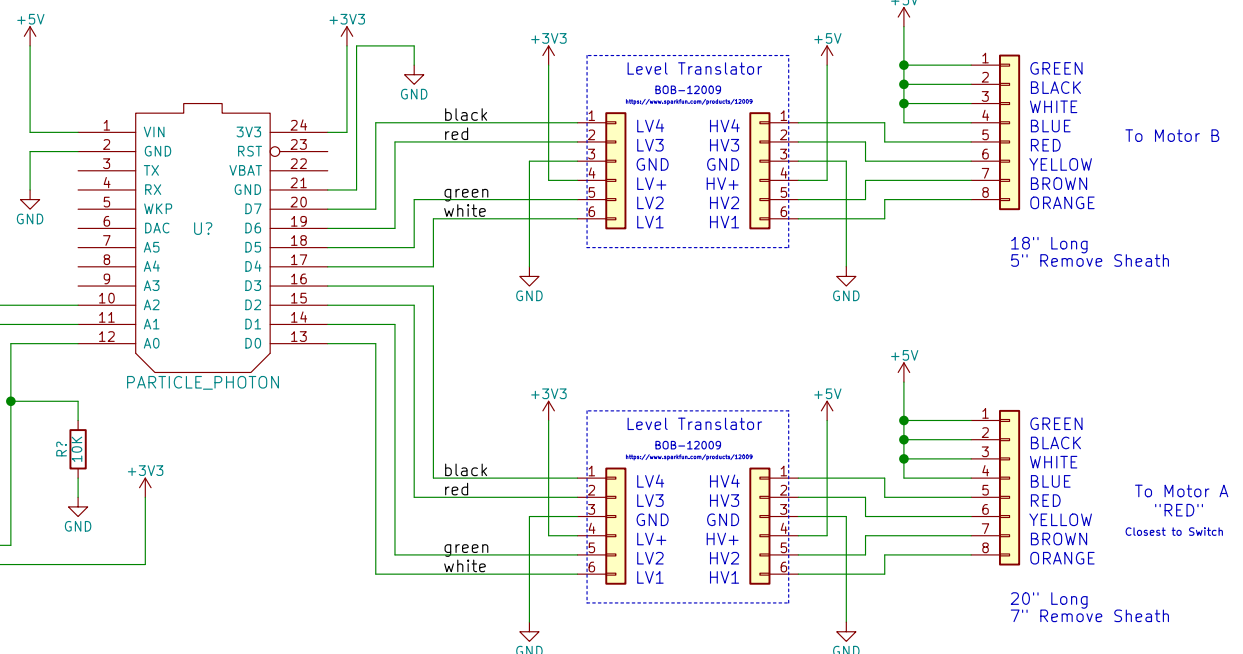 +5V
1 VIN
2 GND
3 TX
4 RX
5 WKP
6 DAC
7 A5
8 A4
9 A3
10 A2
11 A1
12 A0
GND
U?
3V3 24
RST 23
VBAT 22
GND 21
D7 20
D6 19
D5 18
D4 17
D3 16
D2 15
D1 14
D0 13
PARTICLE_PHOTON
+3V3
GND
R?
10K
GND
+3V3
black
red
green
white
+3V3
+5V
Level Translator
BOB-12009
https://www.sparkfun.com/products/12009
1 LV4 HV4 1
2 LV3 HV3 2
3 GND GND 3
4 LV+ HV+ 4
5 LV2 HV2 5
6 LV1 HV1 6
GND
GND
+5V
1 GREEN
2 BLACK
3 WHITE
4 BLUE
5 RED
6 YELLOW
7 BROWN
8 ORANGE
To Motor B
18" Long
5" Remove Sheath
black
red
green
white
+3V3
+5V
Level Translator
BOB-12009
https://www.sparkfun.com/products/12009
1 LV4 HV4 1
2 LV3 HV3 2
3 GND GND 3
4 LV+ HV+ 4
5 LV2 HV2 5
6 LV1 HV1 6
GND
GND
+5V
1 GREEN
2 BLACK
3 WHITE
4 BLUE
5 RED
6 YELLOW
7 BROWN
8 ORANGE
To Motor A
"RED"
Closest to Switch
20" Long
7" Remove Sheath